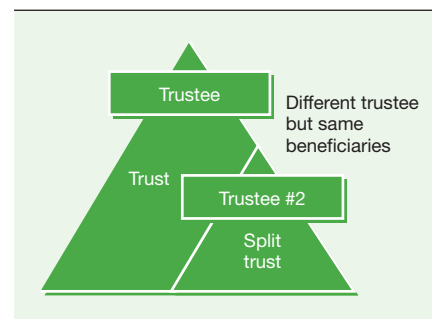 Trustee
Different trustee
but same
beneficiaries
Trust
Trustee #2
Split
trust